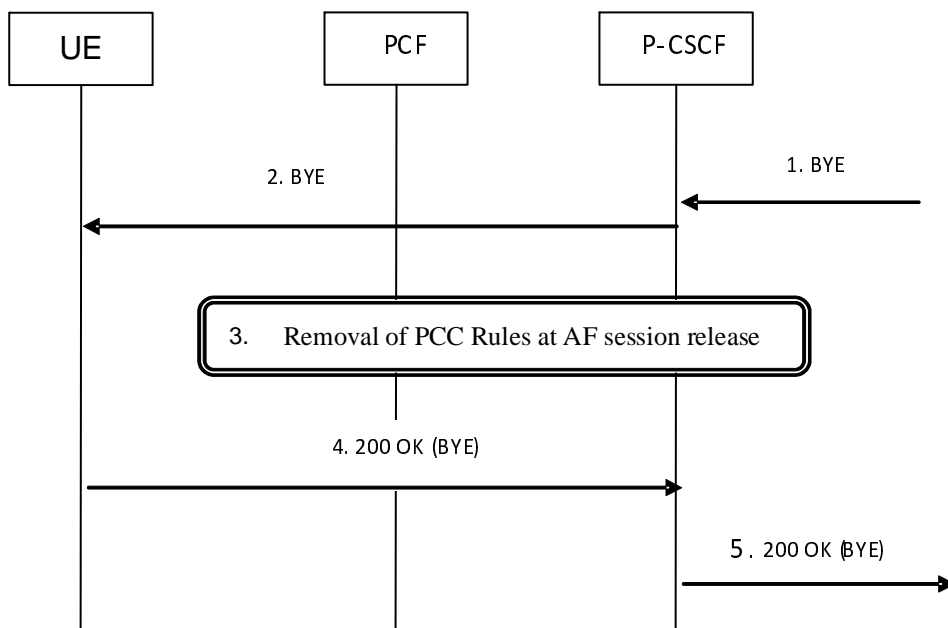 UE
PCF
P-CSCF
1. BYE
2. BYE
3. Removal of PCC Rules at AF session release
4. 200 OK (BYE)
5. 200 OK (BYE)